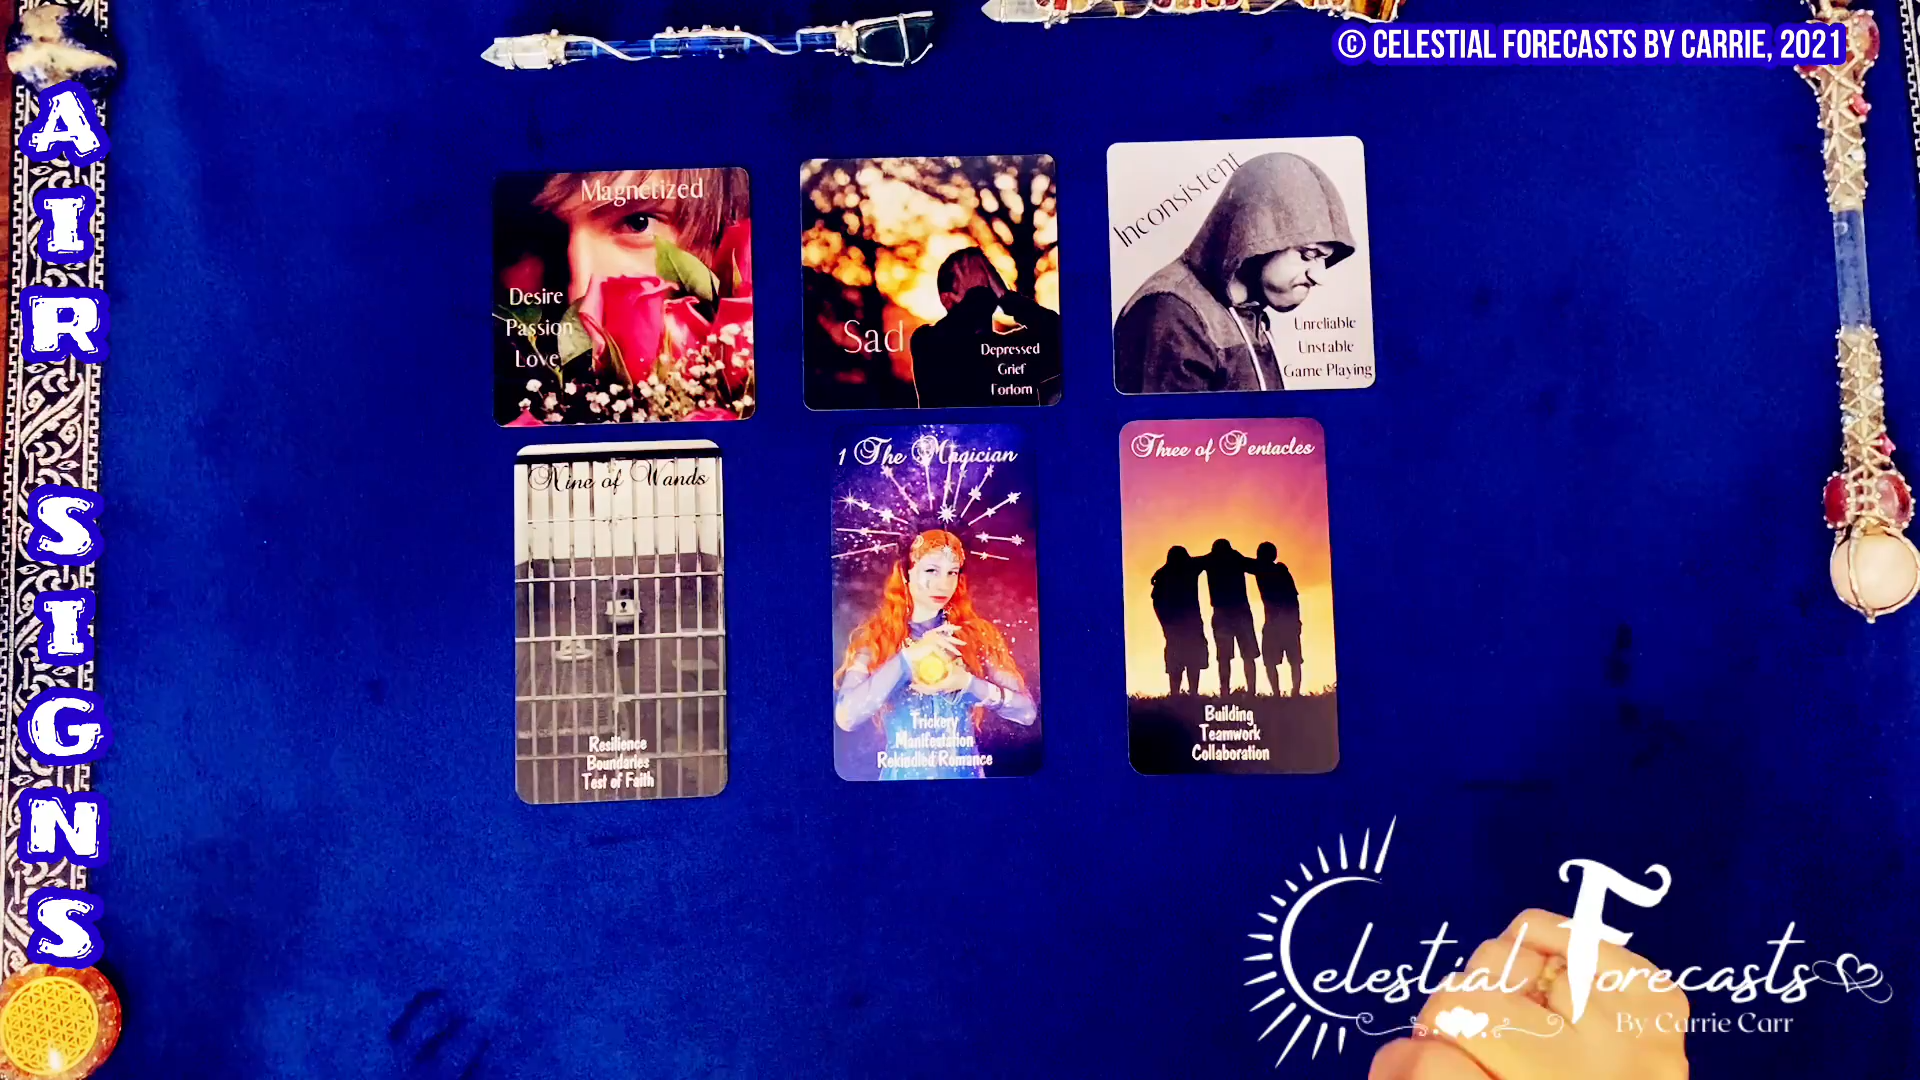 © CELESTIAL FORECASTS BY CARRIE, 2021
AIR SIGNS
Magnetized
Desire
Passion
Love
Sad
Depressed
Grief
Forlorn
Inconsistent
Unreliable
Unstable
Game Playing
Nine of Wands
Resilience
Boundaries
Test of Faith
1 The Magician
Trickery
Manifestation
Rekindled Romance
Three of Pentacles
Building
Teamwork
Collaboration
Celestial Forecasts
By Carrie Carr